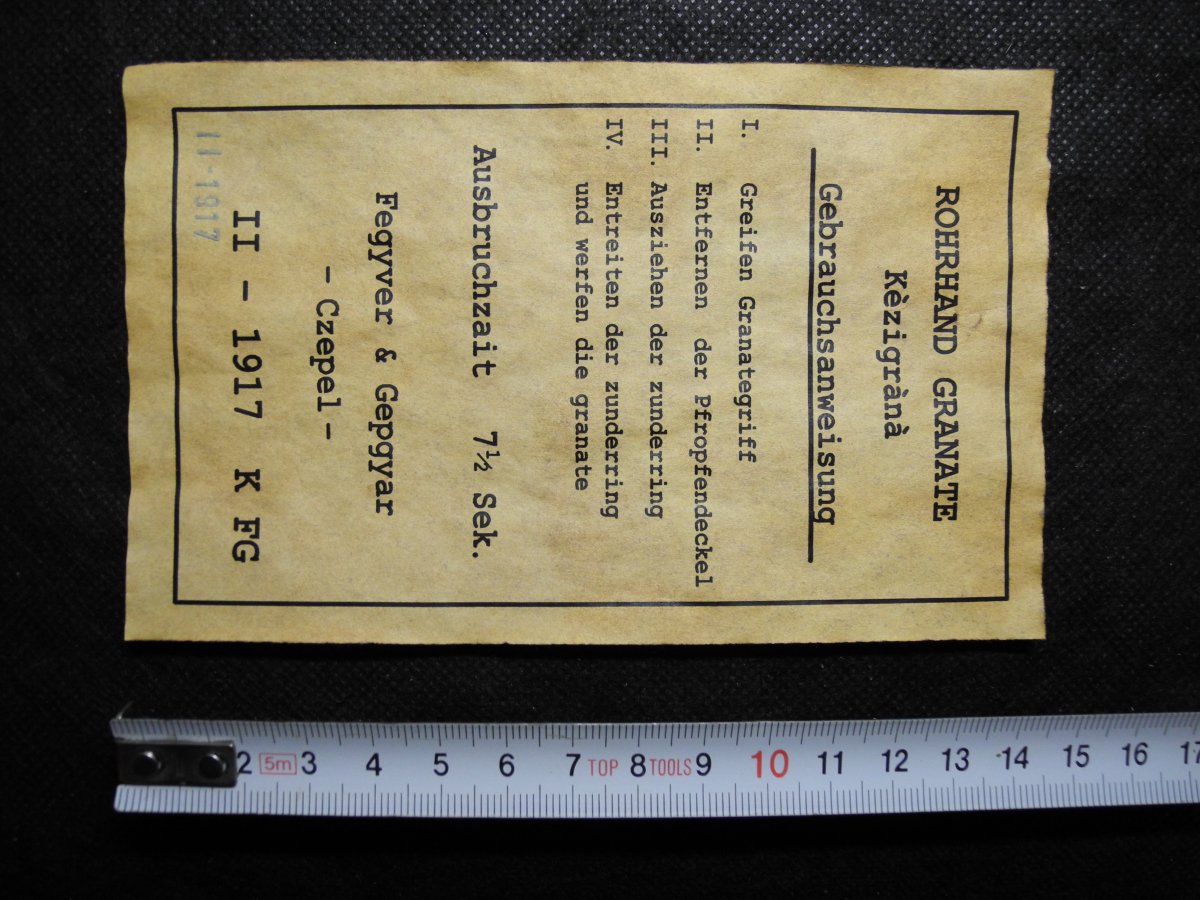 ROHRHAND GRANATE
Kèzigrànà
Gebrauchsanweisung
I. Greifen Granategriff
II. Entfernen der Pfropfendeckel
III. Ausziehen der zunderring
IV. Entreiten der zunderring
und werfen die granate
Ausbruchzait 7½ Sek.
Fegyver & Gepgyar
- Czepel -
II - 1917 K FG
II-1917
2 5m 3 4 5 6 7 TOP 8 TOOLS 9 10 11 12 13 14 15 16 17